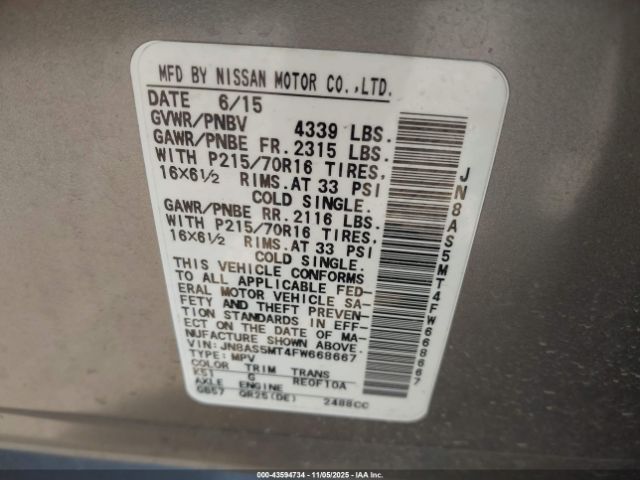 MFD BY NISSAN MOTOR CO.,LTD.
DATE 6/15
GVWR/PNBV 4339 LBS.
GAWR/PNBE FR. 2315 LBS.
WITH P215/70R16 TIRES,
16X6½ RIMS.AT 33 PSI
COLD SINGLE.
GAWR/PNBE RR. 2116 LBS.
WITH P215/70R16 TIRES,
16X6½ RIMS.AT 33 PSI
COLD SINGLE.
THIS VEHICLE CONFORMS
TO ALL APPLICABLE FED-
ERAL MOTOR VEHICLE SA-
FETY AND THEFT PREVEN-
TION STANDARDS IN EFF-
ECT ON THE DATE OF MA-
NUFACTURE SHOWN ABOVE.
VIN: JN8AS5MT4FW668667
TYPE: MPV
COLOR TRIM TRANS
K51 G RE0F10A
AXLE ENGINE
GB57 QR25(DE) 2488CC
JN8AS5MT4FW668667
000-43594734 - 11/05/2025 - IAA Inc.